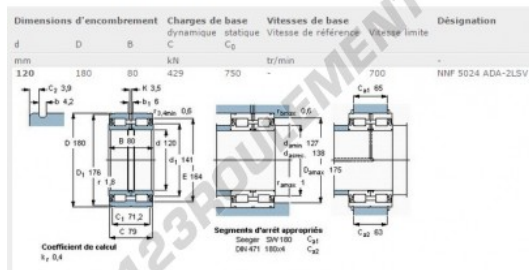 Dimensions d'encombrement Charges de base Vitesses de base Désignation
dynamique statique Vitesse de référence Vitesse limite
d D B C C0
mm kN tr/min -
120 180 80 429 750 - 700 NNF 5024 ADA-2LSV
C2 3,9
b 4,2
K 3,5
b1 6
r3,4min 0,6
D 180
B 80
d 120
D1 176
d1 141
r 1,8
E 164
C1 71,2
C 79
rbmax 0,6
damin 127
138
Damax 175
ramax 1
Ca1 65
Ca2 63
Coefficient de calcul
kr 0,4
Segments d'arrêt appropriés
Seeger SW 180 Ca1
DIN 471 180x4 Ca2
123ROULEMENT